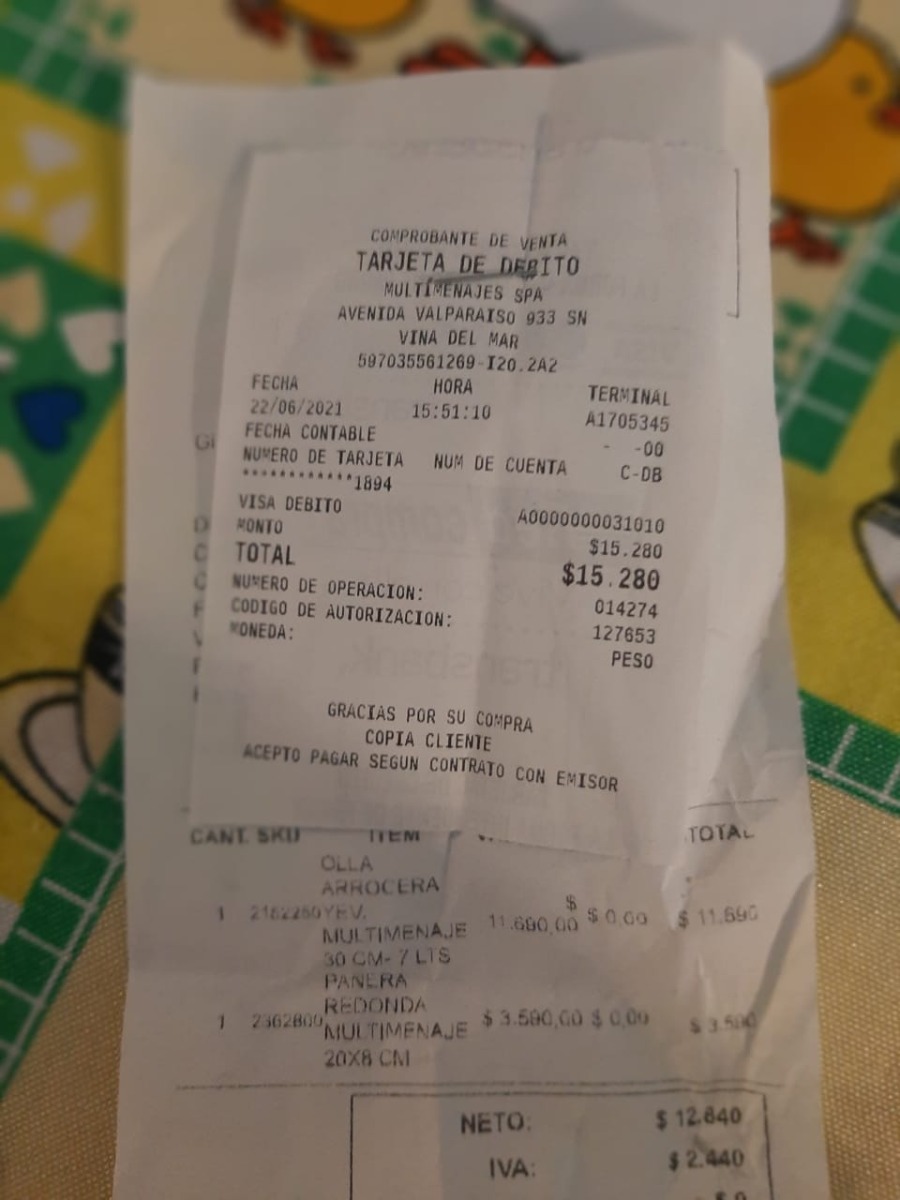 COMPROBANTE DE VENTA
TARJETA DE DEBITO
MULTIMENAJES SPA
AVENIDA VALPARAISO 933 SN
VINA DEL MAR
597035561269-I20.2A2
FECHA HORA TERMINAL
22/06/2021 15:51:10 A1705345
FECHA CONTABLE - -00
NUMERO DE TARJETA NUM DE CUENTA C-DB
************1894
VISA DEBITO A0000000031010
MONTO $15.280
TOTAL $15.280
NUMERO DE OPERACION: 014274
CODIGO DE AUTORIZACION: 127653
MONEDA: PESO
GRACIAS POR SU COMPRA
COPIA CLIENTE
ACEPTO PAGAR SEGUN CONTRATO CON EMISOR
CANT. SKU ITEM TOTAL
OLLA
ARROCERA
1 $ $ 0,00 $ 11.690
MULTIMENAJE 11.690,00
30 CM- 7 LTS
PANERA
REDONDA
1 2362800 $ 3.590,00 $ 0,00 $ 3.590
MULTIMENAJE
20X8 CM
NETO: $ 12.840
IVA: $ 2.440